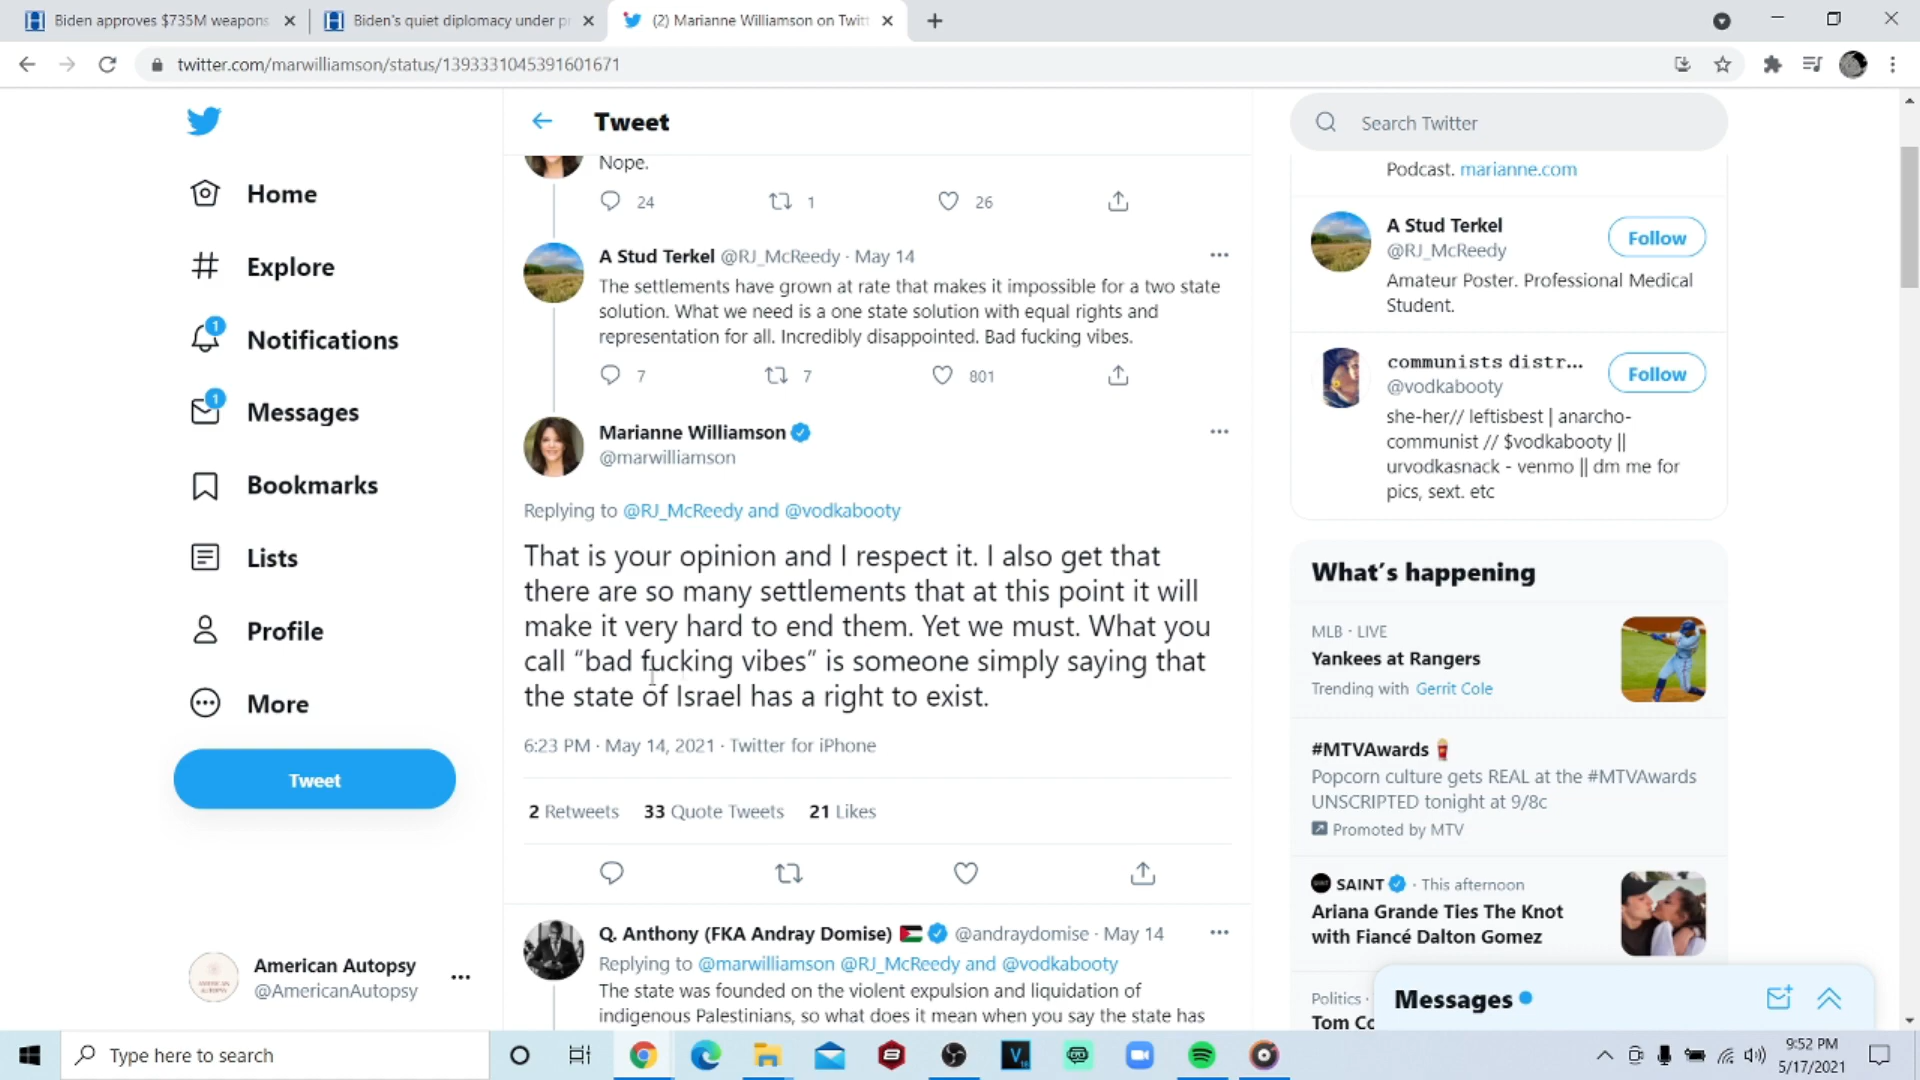 Biden approves $735M weapons
Biden's quiet diplomacy under pr
(2) Marianne Williamson on Twitt
twitter.com/marwilliamson/status/1393331045391601671
Home
Explore
1
Notifications
1
Messages
Bookmarks
Lists
Profile
More
Tweet
American Autopsy
@AmericanAutopsy
Tweet
Nope.
24 1 26
A Stud Terkel @RJ_McReedy · May 14
The settlements have grown at rate that makes it impossible for a two state
solution. What we need is a one state solution with equal rights and
representation for all. Incredibly disappointed. Bad fucking vibes.
7 7 801
Marianne Williamson
@marwilliamson
Replying to @RJ_McReedy and @vodkabooty
That is your opinion and I respect it. I also get that
there are so many settlements that at this point it will
make it very hard to end them. Yet we must. What you
call “bad fucking vibes” is someone simply saying that
the state of Israel has a right to exist.
6:23 PM · May 14, 2021 · Twitter for iPhone
2 Retweets 33 Quote Tweets 21 Likes
Q. Anthony (FKA Andray Domise) 🇵🇸 @andraydomise · May 14
Replying to @marwilliamson @RJ_McReedy and @vodkabooty
The state was founded on the violent expulsion and liquidation of
indigenous Palestinians, so what does it mean when you say the state has
Search Twitter
Podcast. marianne.com
A Stud Terkel
@RJ_McReedy
Follow
Amateur Poster. Professional Medical
Student.
communists distr...
@vodkabooty
Follow
she-her// leftisbest | anarcho-
communist // $vodkabooty ||
urvodkasnack - venmo || dm me for
pics, sext. etc
What's happening
MLB · LIVE
Yankees at Rangers
Trending with Gerrit Cole
#MTVAwards
Popcorn culture gets REAL at the #MTVAwards
UNSCRIPTED tonight at 9/8c
Promoted by MTV
SAINT · This afternoon
Ariana Grande Ties The Knot
with Fiancé Dalton Gomez
Politics ·
Tom Co
Messages
Type here to search
9:52 PM
5/17/2021